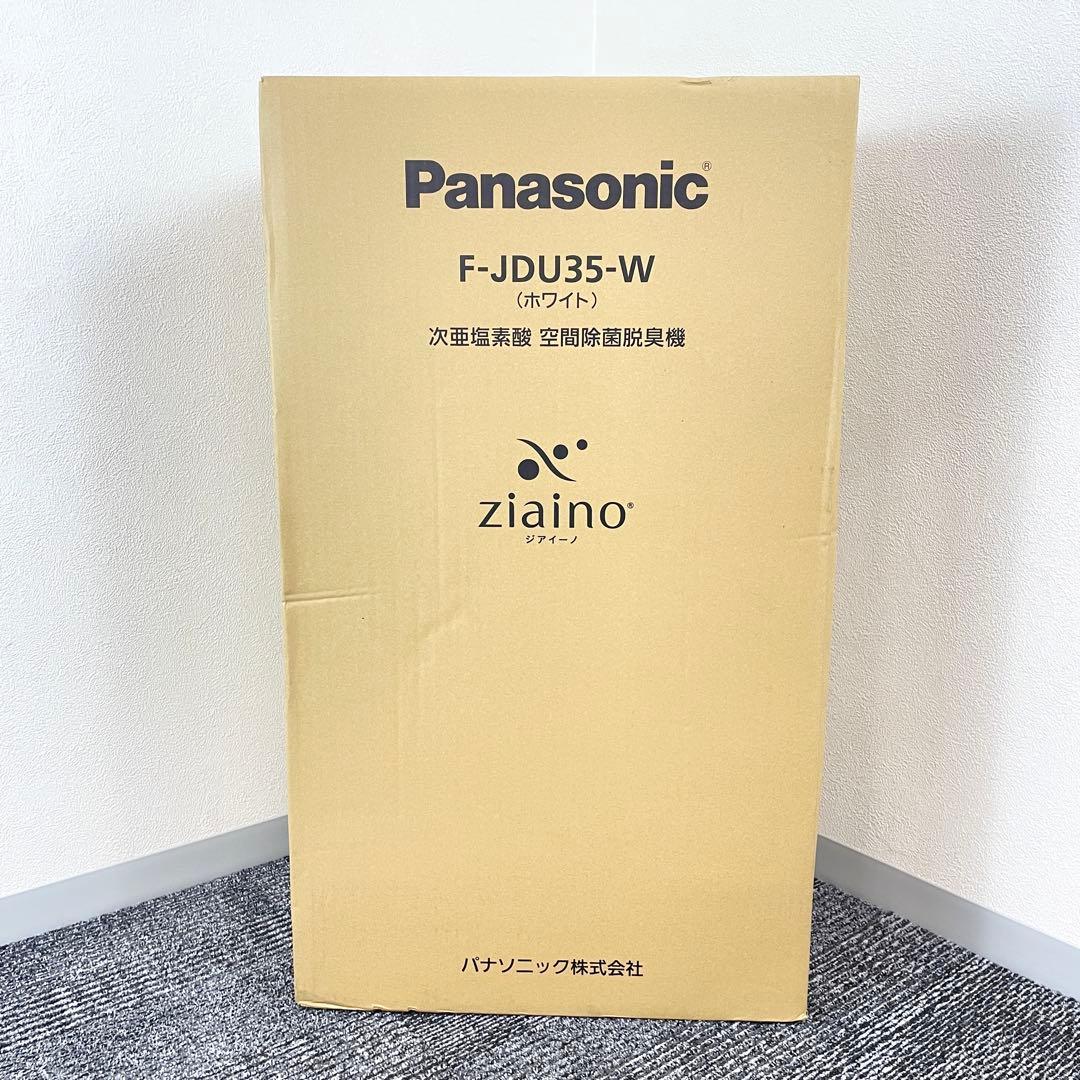 Panasonic®
F-JDU35-W
(ホワイト)
次亜塩素酸 空間除菌脱臭機
ziaino®
ジアイーノ
パナソニック株式会社